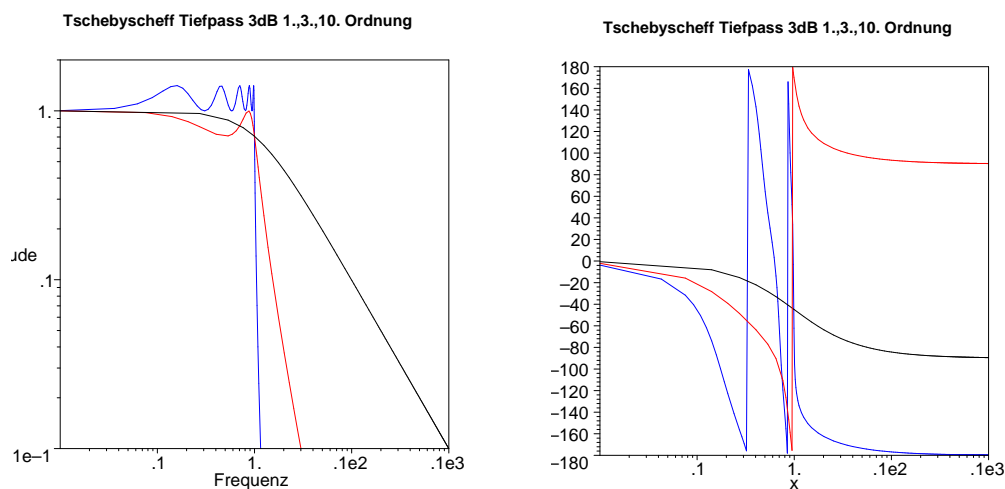 Tschebyscheff Tiefpass 3dB 1.,3.,10. Ordnung
1.
ude
.1
1e−1
.1
1.
.1e2
.1e3
Frequenz
Tschebyscheff Tiefpass 3dB 1.,3.,10. Ordnung
180
160
140
120
100
80
60
40
20
0
−20
−40
−60
−80
−100
−120
−140
−160
−180
.1
1.
.1e2
.1e3
x